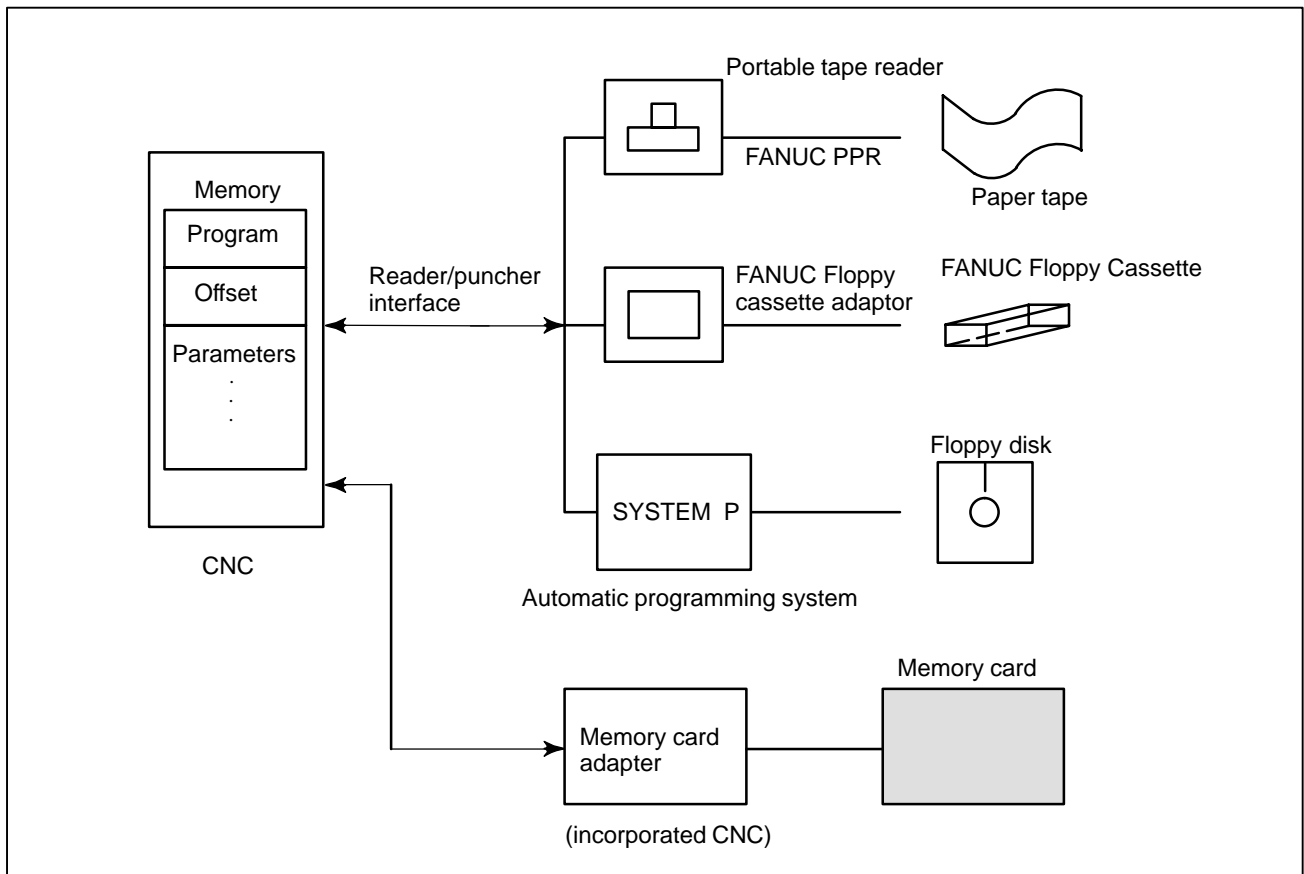 Portable tape reader
FANUC PPR
Paper tape
Memory
Program
Offset
Parameters
.
.
.
CNC
Reader/puncher
interface
FANUC Floppy
cassette adaptor
FANUC Floppy Cassette
SYSTEM P
Floppy disk
Automatic programming system
Memory card
adapter
(incorporated CNC)
Memory card